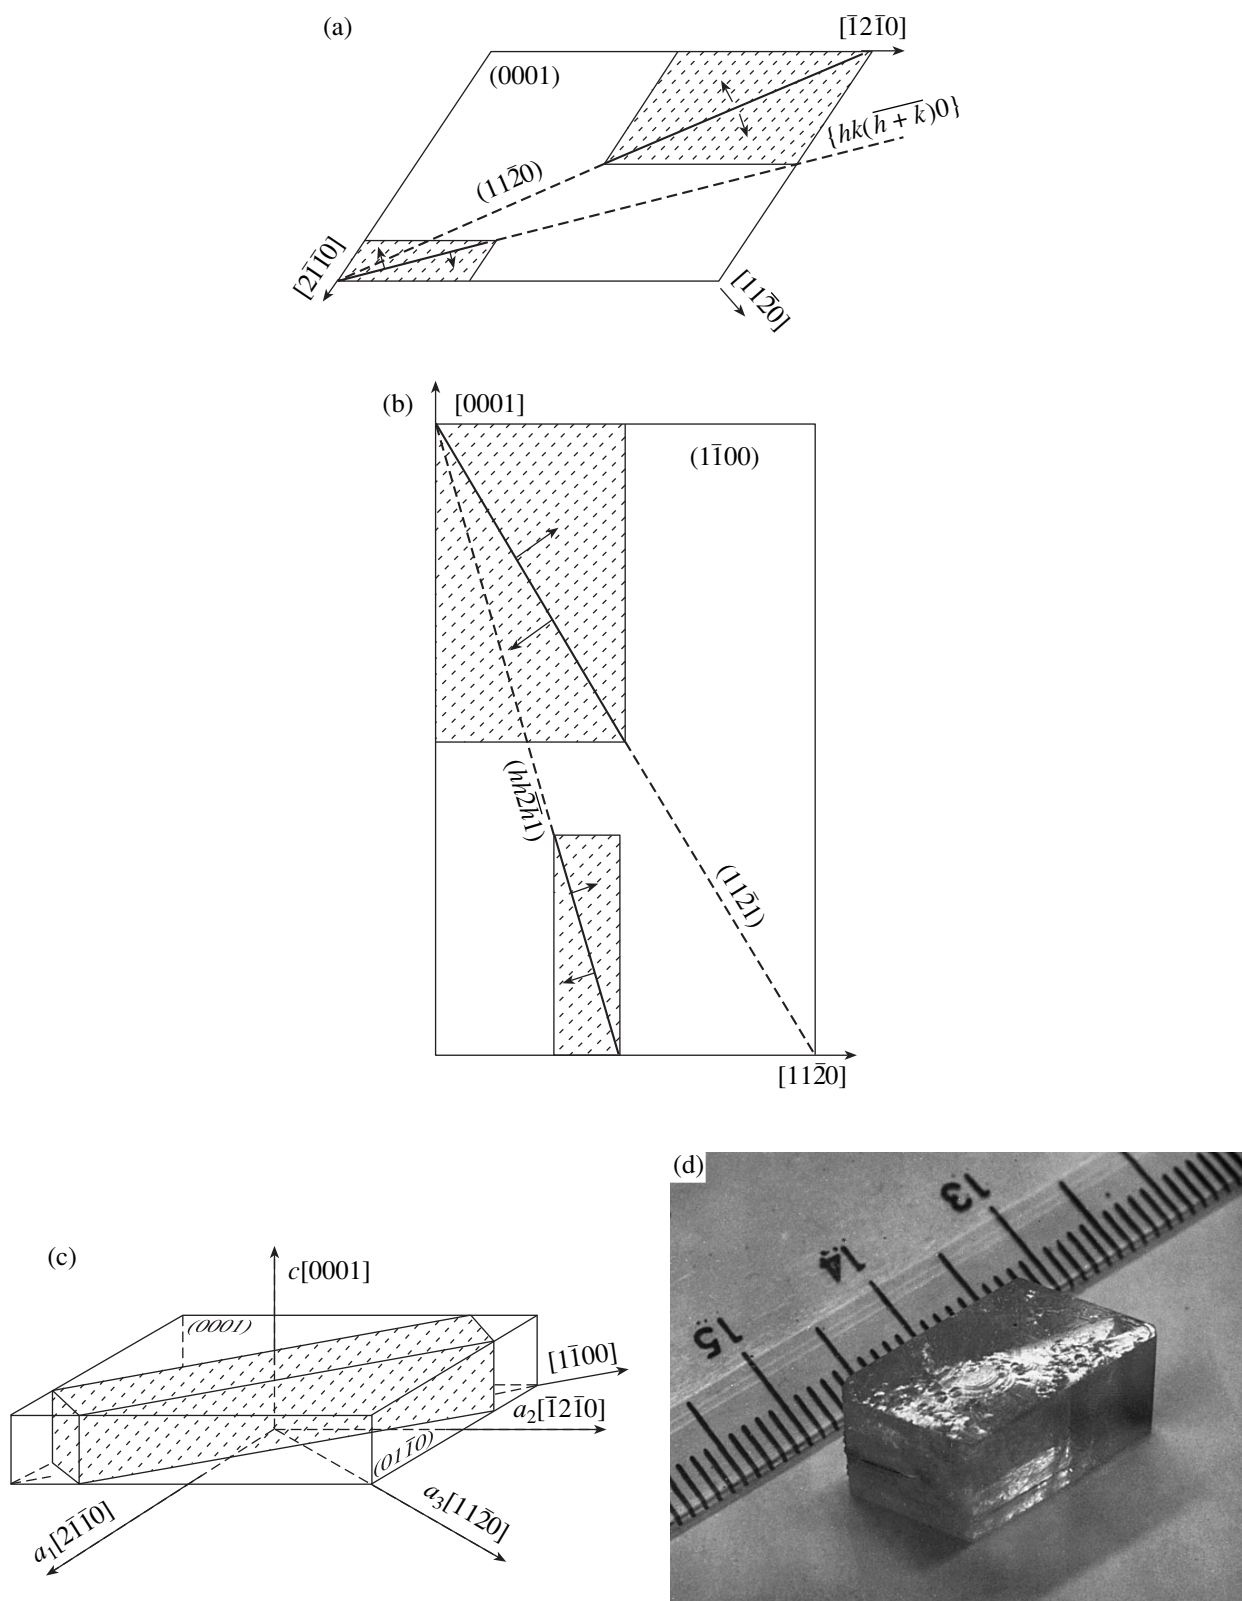 (a)
[1̅21̅0]
(0001)
{hk(h̅ ̅+̅ ̅k̅)0}
(112̅0)
[21̅1̅0]
[112̅0]
(b)
[0001]
(11̅00)
(hh2̅h̅1)
(112̅1)
[112̅0]
(c)
c[0001]
(0001)
[11̅00]
a₂[1̅21̅0]
(011̅0)
a₁[21̅1̅0]
a₃[112̅0]
(d)
13
14
15